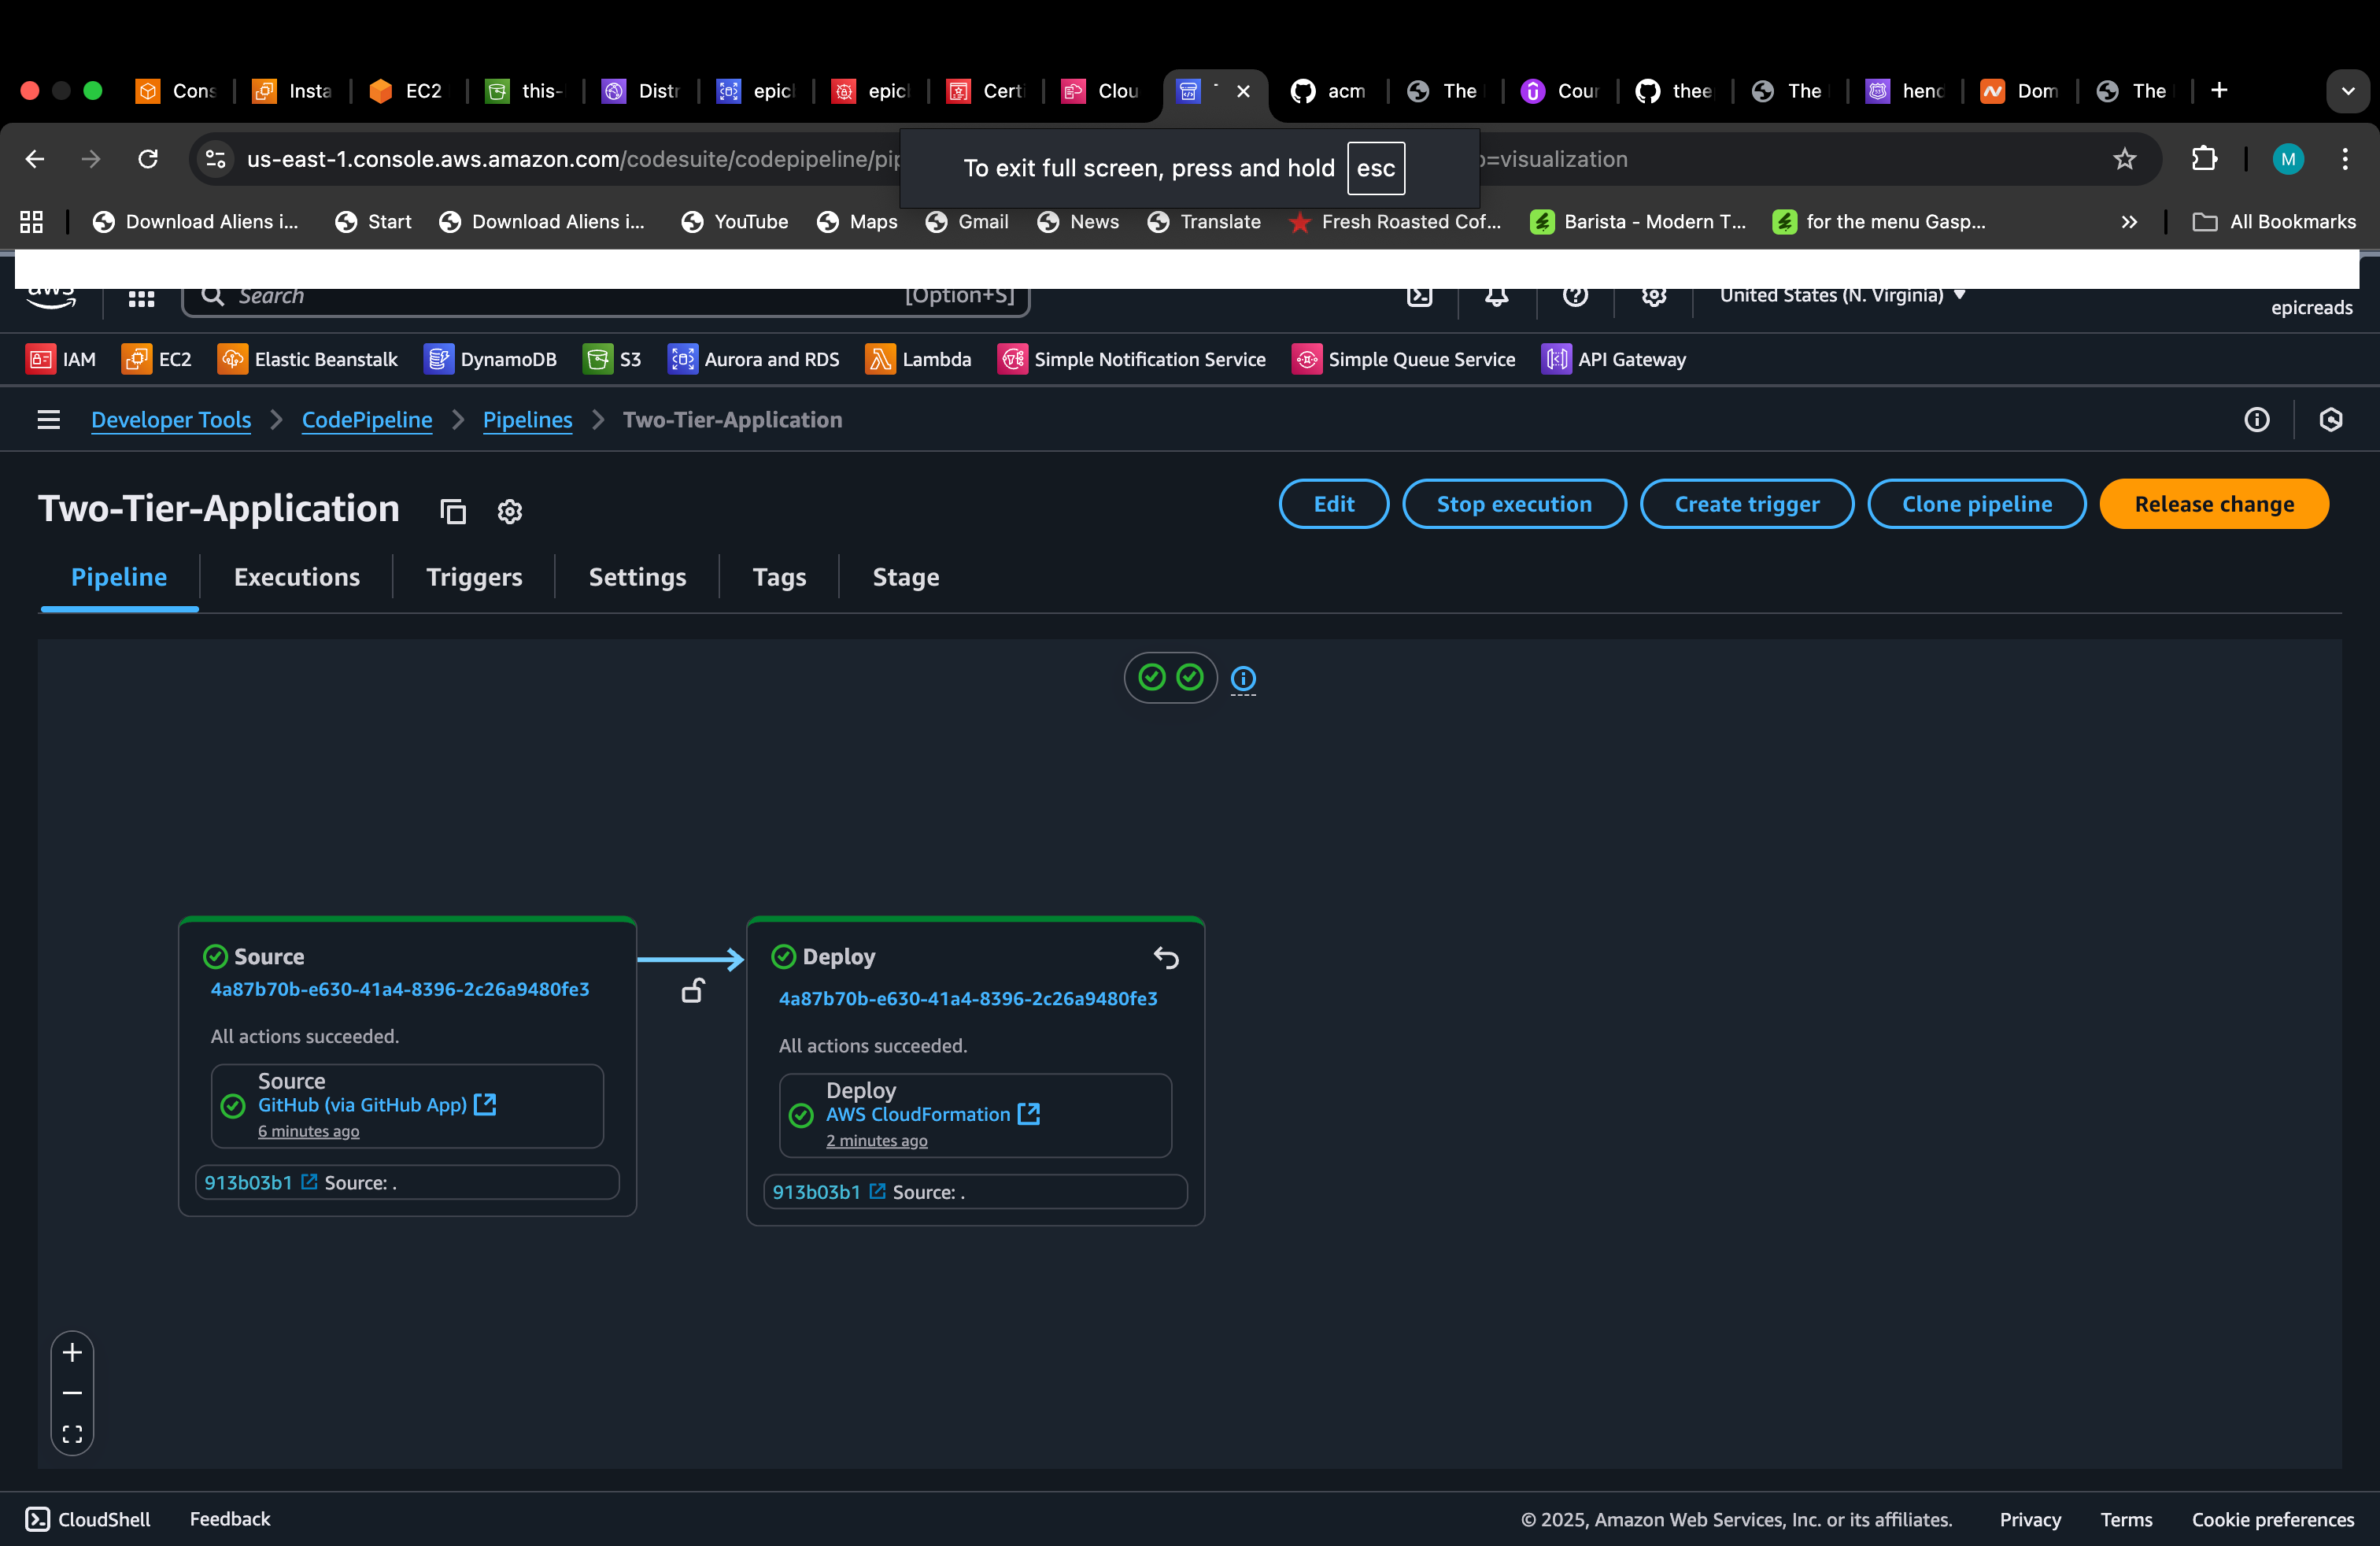 Cons
Insta
EC2
this-
Distr
epicl
epicl
Certi
Clou
acm
The
Cour
thee
The
henc
Dom
The
us-east-1.console.aws.amazon.com/codesuite/codepipeline/pip
=visualization
To exit full screen, press and hold esc
Download Aliens i...
Start
Download Aliens i...
YouTube
Maps
Gmail
News
Translate
Fresh Roasted Cof...
Barista - Modern T...
for the menu Gasp...
All Bookmarks
aws
Search
[Option+S]
United States (N. Virginia)
epicreads
IAM
EC2
Elastic Beanstalk
DynamoDB
S3
Aurora and RDS
Lambda
Simple Notification Service
Simple Queue Service
API Gateway
Developer Tools
CodePipeline
Pipelines
Two-Tier-Application
Two-Tier-Application
Edit
Stop execution
Create trigger
Clone pipeline
Release change
Pipeline
Executions
Triggers
Settings
Tags
Stage
Source
4a87b70b-e630-41a4-8396-2c26a9480fe3
All actions succeeded.
Source
GitHub (via GitHub App)
6 minutes ago
913b03b1 Source: .
Deploy
4a87b70b-e630-41a4-8396-2c26a9480fe3
All actions succeeded.
Deploy
AWS CloudFormation
2 minutes ago
913b03b1 Source: .
CloudShell
Feedback
© 2025, Amazon Web Services, Inc. or its affiliates.
Privacy
Terms
Cookie preferences
M